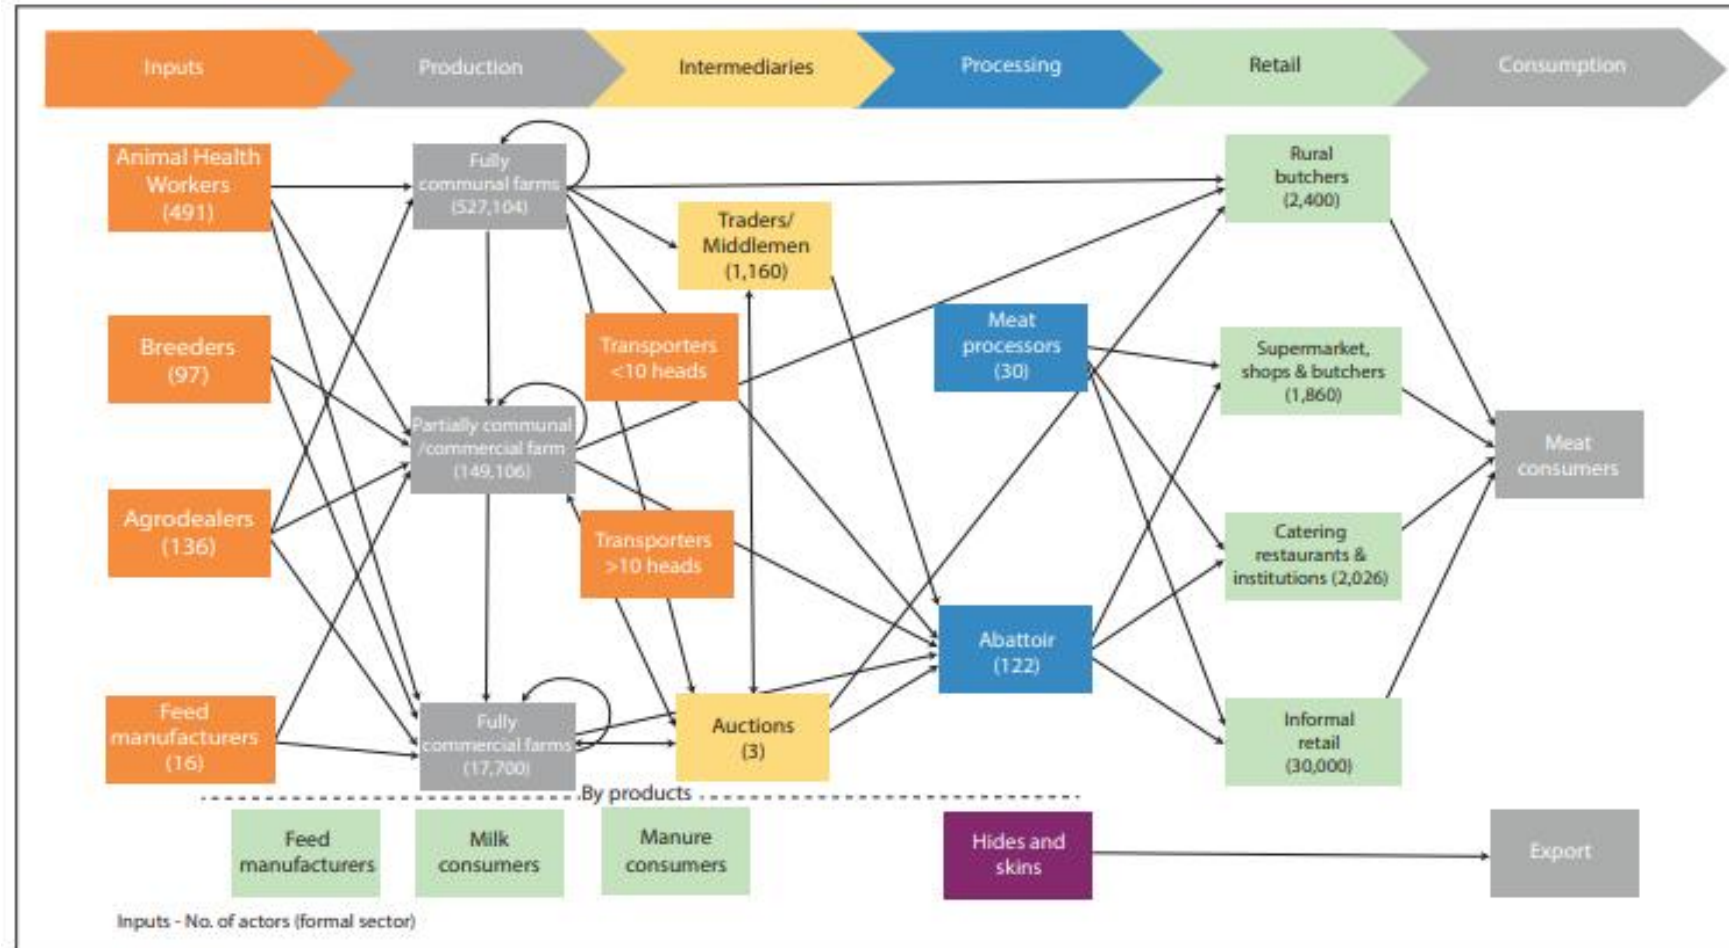 Inputs
Production
Intermediaries
Processing
Retail
Consumption
Animal Health
Workers
(491)
Breeders
(97)
Agrodealers
(136)
Feed
manufacturers
(16)
Fully
communal farms
(527,104)
Partially communal
/commercial farm
(149,106)
Fully
commercial farms
(17,700)
Traders/
Middlemen
(1,160)
Transporters
<10 heads
Transporters
>10 heads
Auctions
(3)
Meat
processors
(30)
Abattoir
(122)
Rural
butchers
(2,400)
Supermarket,
shops & butchers
(1,860)
Catering
restaurants &
institutions (2,026)
Informal
retail
(30,000)
Meat
consumers
By products
Feed
manufacturers
Milk
consumers
Manure
consumers
Hides and
skins
Export
Inputs - No. of actors (formal sector)